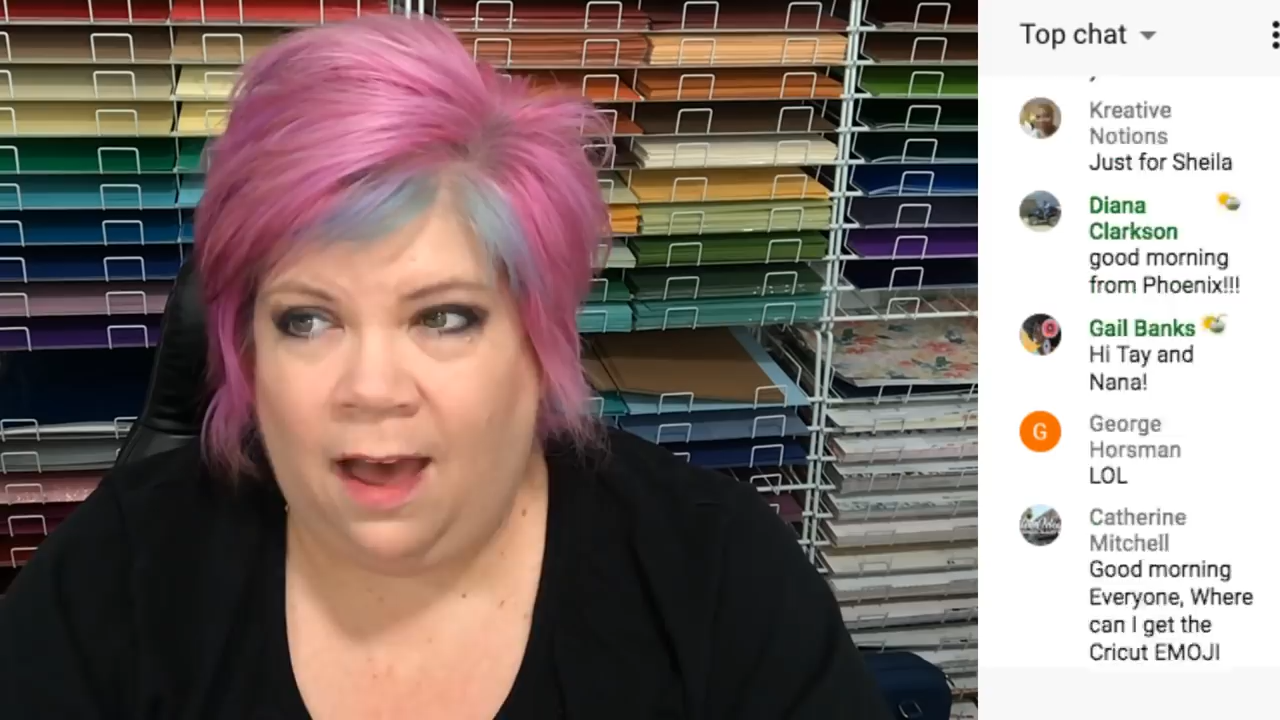 Top chat
Kreative
Notions
Just for Sheila
Diana
Clarkson
good morning
from Phoenix!!!
Gail Banks
Hi Tay and
Nana!
G
George
Horsman
LOL
Catherine
Mitchell
Good morning
Everyone, Where
can I get the
Cricut EMOJI